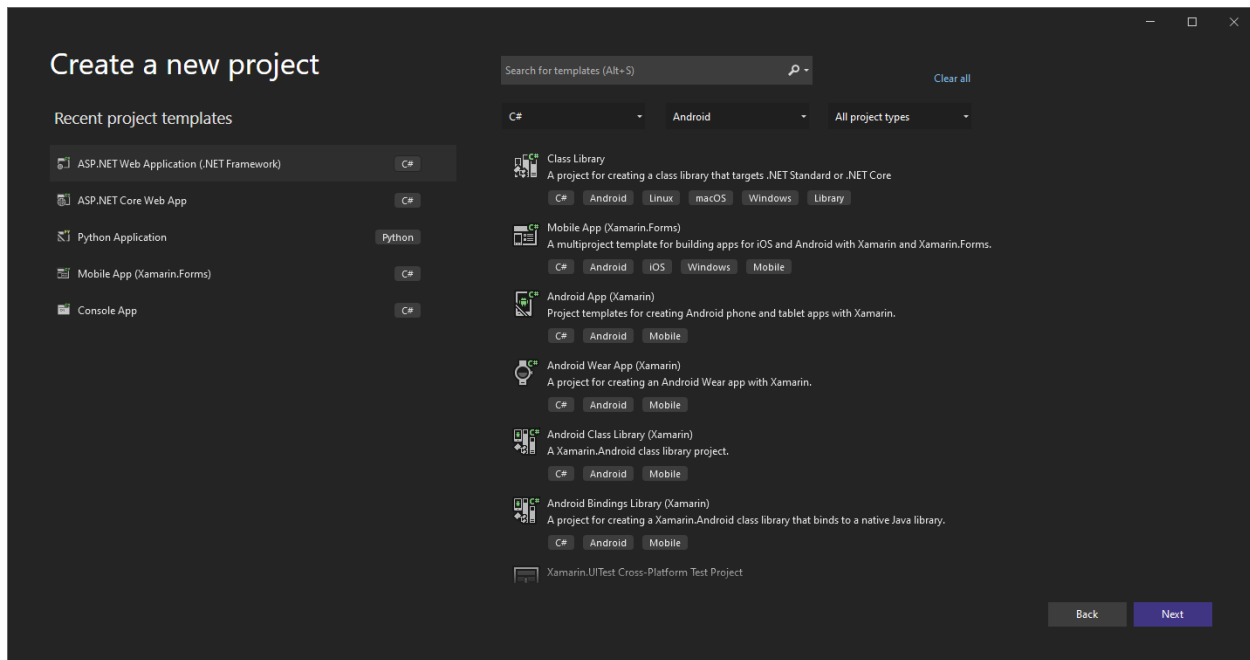 Create a new project
Recent project templates
ASP.NET Web Application (.NET Framework) C#
ASP.NET Core Web App C#
Python Application Python
Mobile App (Xamarin.Forms) C#
Console App C#
Search for templates (Alt+S)
Clear all
C# Android All project types
Class Library
A project for creating a class library that targets .NET Standard or .NET Core
C# Android Linux macOS Windows Library
Mobile App (Xamarin.Forms)
A multiproject template for building apps for iOS and Android with Xamarin and Xamarin.Forms.
C# Android iOS Windows Mobile
Android App (Xamarin)
Project templates for creating Android phone and tablet apps with Xamarin.
C# Android Mobile
Android Wear App (Xamarin)
A project for creating an Android Wear app with Xamarin.
C# Android Mobile
Android Class Library (Xamarin)
A Xamarin.Android class library project.
C# Android Mobile
Android Bindings Library (Xamarin)
A project for creating a Xamarin.Android class library that binds to a native Java library.
C# Android Mobile
Xamarin.UITest Cross-Platform Test Project
Back Next